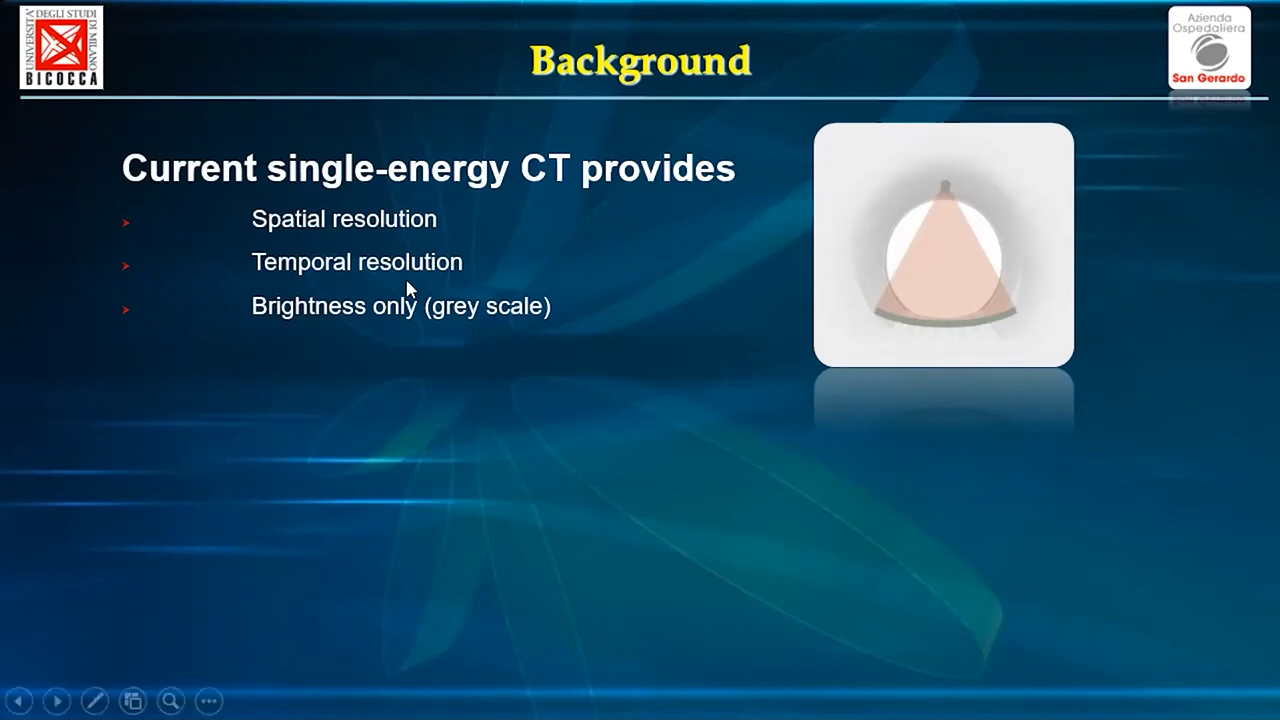 UNIVERSITA' DEGLI STUDI DI MILANO
BICOCCA
Background
Azienda
Ospedaliera
San Gerardo
Current single-energy CT provides
Spatial resolution
Temporal resolution
Brightness only (grey scale)